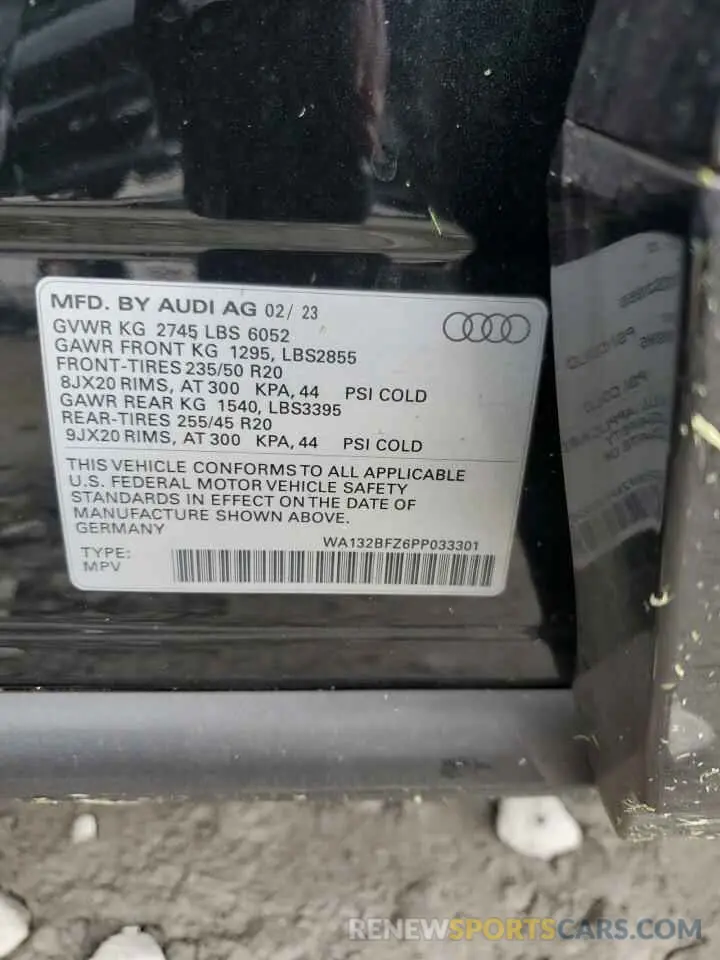 MFD. BY AUDI AG 02/ 23
GVWR KG 2745 LBS 6052
GAWR FRONT KG 1295, LBS2855
FRONT-TIRES 235/50 R20
8JX20 RIMS, AT 300 KPA, 44 PSI COLD
GAWR REAR KG 1540, LBS3395
REAR-TIRES 255/45 R20
9JX20 RIMS, AT 300 KPA, 44 PSI COLD
THIS VEHICLE CONFORMS TO ALL APPLICABLE
U.S. FEDERAL MOTOR VEHICLE SAFETY
STANDARDS IN EFFECT ON THE DATE OF
MANUFACTURE SHOWN ABOVE.
GERMANY
WA132BFZ6PP033301
TYPE:
MPV
RENEWSPORTSCARS.COM